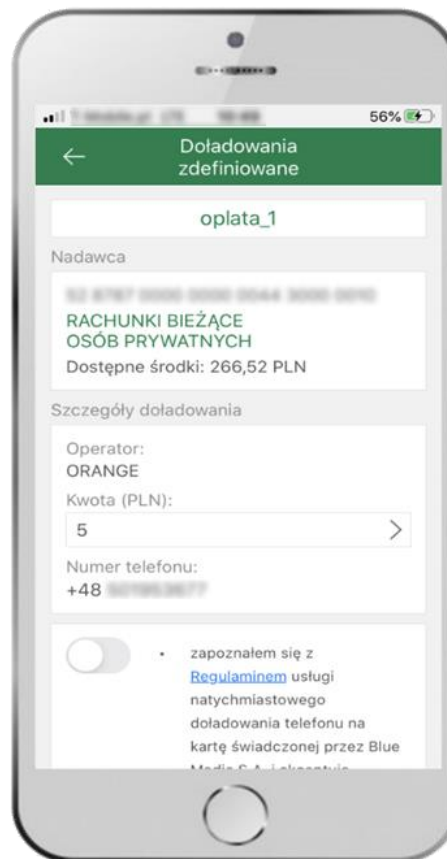 56%
Doładowania
zdefiniowane
oplata_1
Nadawca
RACHUNKI BIEŻĄCE
OSÓB PRYWATNYCH
Dostępne środki: 266,52 PLN
Szczegóły doładowania
Operator:
ORANGE
Kwota (PLN):
5
Numer telefonu:
+48
• zapoznałem się z
Regulaminem usługi
natychmiastowego
doładowania telefonu na
kartę świadczonej przez Blue